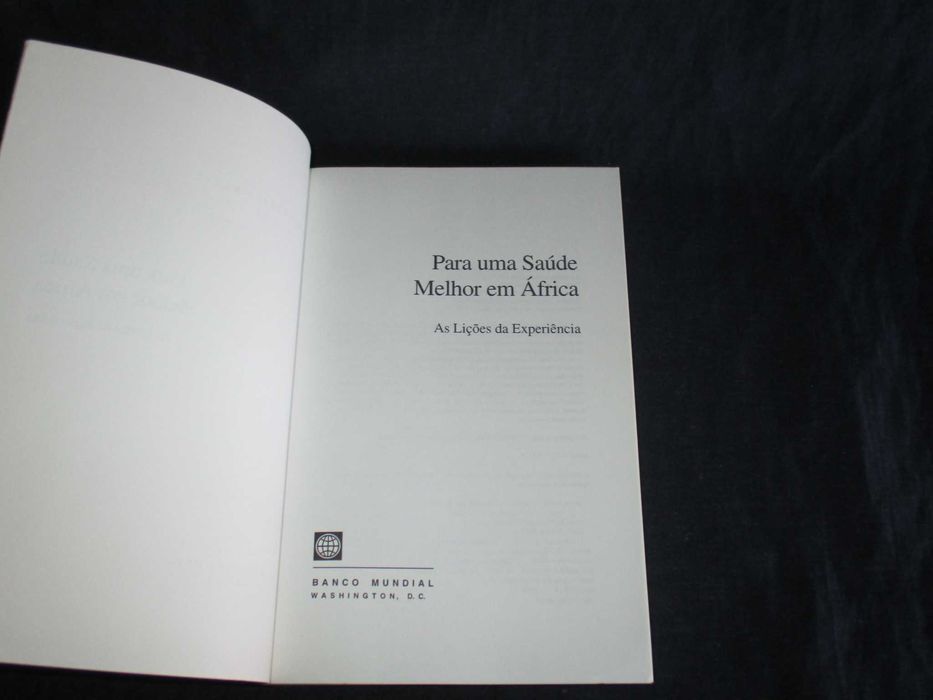 Para uma Saúde
Melhor em África
As Lições da Experiência
BANCO MUNDIAL
WASHINGTON, D.C.